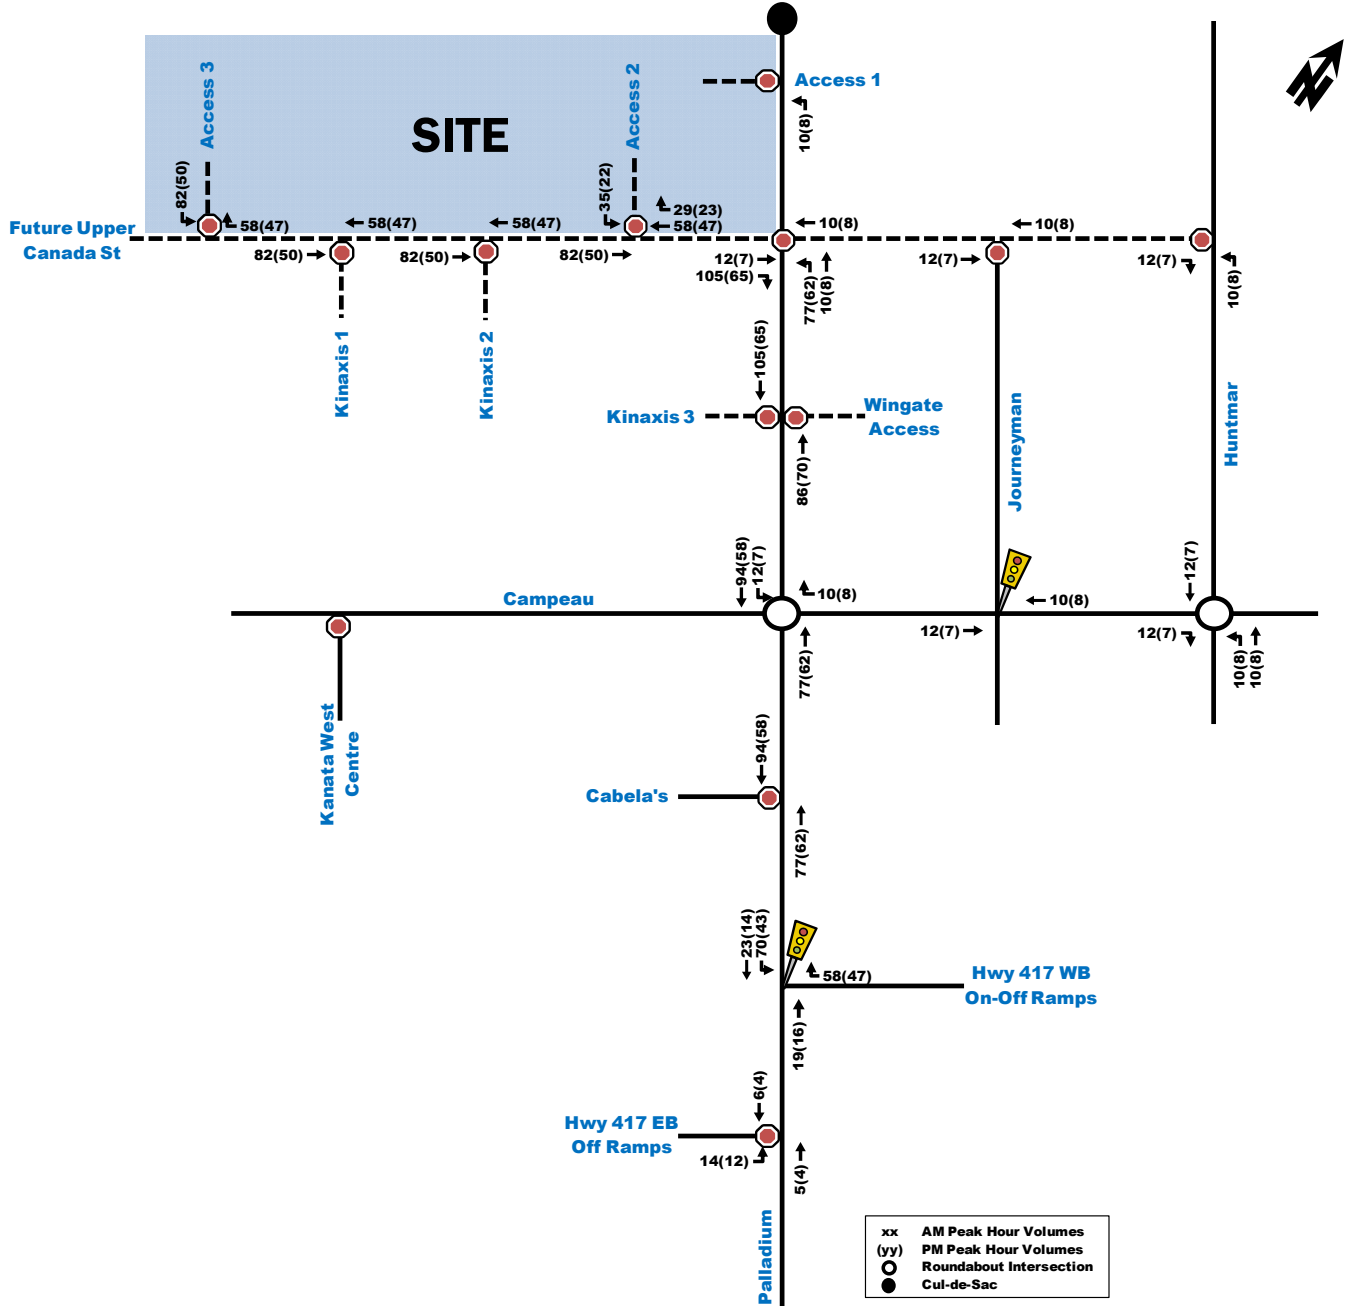 Access 1
Access 3
Access 2
SITE
10(8)
82(50)
35(22)
29(23)
58(47)
58(47)
58(47)
58(47)
10(8)
10(8)
Future Upper
Canada St
82(50)
82(50)
82(50)
12(7)
105(65)
77(62)
10(8)
12(7)
12(7)
10(8)
Kinaxis 1
Kinaxis 2
105(65)
Kinaxis 3
Wingate
Access
86(70)
Journeyman
Huntmar
94(58)
12(7)
10(8)
Campeau
10(8)
12(7)
12(7)
12(7)
77(62)
10(8)
10(8)
Kanata West
Centre
94(58)
Cabela's
77(62)
23(14)
70(43)
58(47)
Hwy 417 WB
On-Off Ramps
19(16)
6(4)
Hwy 417 EB
Off Ramps
14(12)
5(4)
Palladium
xx AM Peak Hour Volumes
(yy) PM Peak Hour Volumes
Roundabout Intersection
Cul-de-Sac